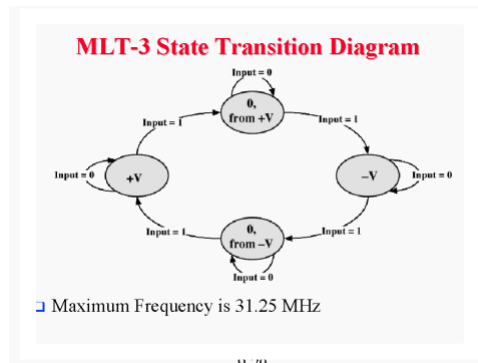 MLT-3 State Transition Diagram
Input = 0
0,
from +V
Input = 1
Input = 1
Input = 0
+V
-V
Input = 0
Input = 1
0,
from -V
Input = 1
Input = 0
Maximum Frequency is 31.25 MHz